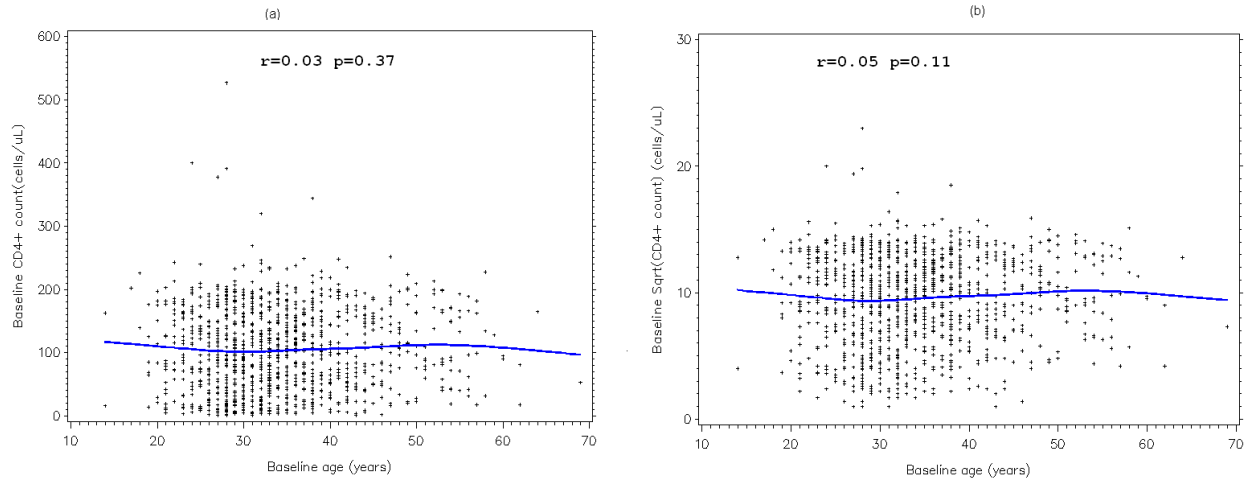 (a)
r=0.03 p=0.37
600
500
400
300
200
100
0
Baseline CD4+ count(cells/uL)
10 20 30 40 50 60 70
Baseline age (years)
(b)
r=0.05 p=0.11
30
20
10
0
Baseline Sqrt(CD4+ count) (cells/uL)
10 20 30 40 50 60 70
Baseline age (years)